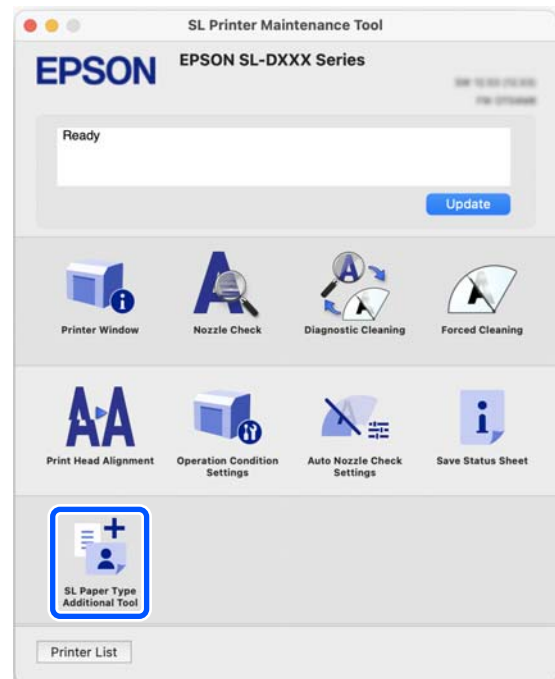 SL Printer Maintenance Tool
EPSON
EPSON SL-DXXX Series
Ready
Update
Printer Window
Nozzle Check
Diagnostic Cleaning
Forced Cleaning
Print Head Alignment
Operation Condition
Settings
Auto Nozzle Check
Settings
Save Status Sheet
SL Paper Type
Additional Tool
Printer List